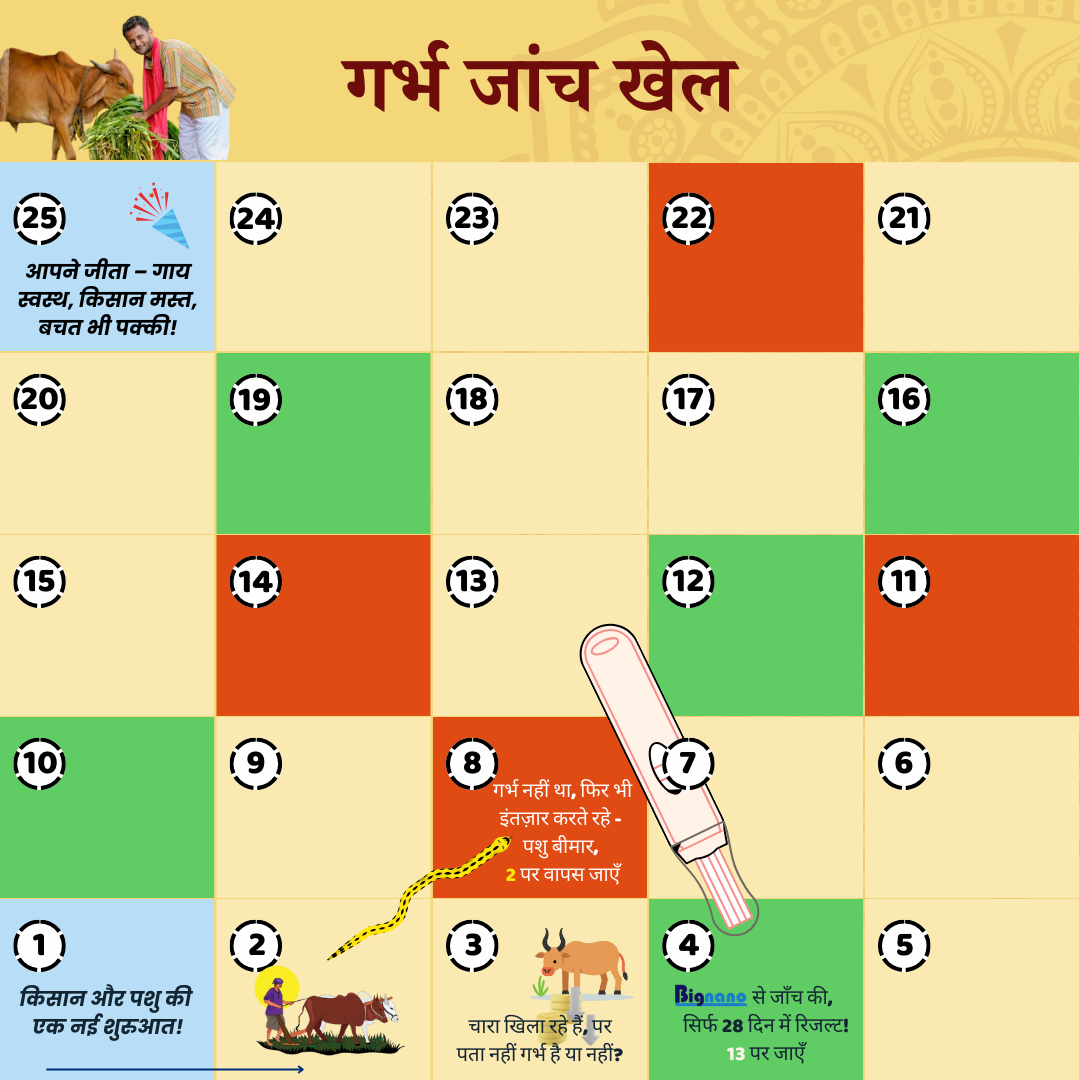 गर्भ जांच खेल
25
आपने जीता – गाय
स्वस्थ, किसान मस्त,
बचत भी पक्की!
24
23
22
21
20
19
18
17
16
15
14
13
12
11
10
9
8
गर्भ नहीं था, फिर भी
इंतज़ार करते रहे -
पशु बीमार,
2 पर वापस जाएँ
7
6
1
किसान और पशु की
एक नई शुरुआत!
2
3
चारा खिला रहे हैं, पर
पता नहीं गर्भ है या नहीं?
4
Bignano से जाँच की,
सिर्फ 28 दिन में रिजल्ट!
13 पर जाएँ
5